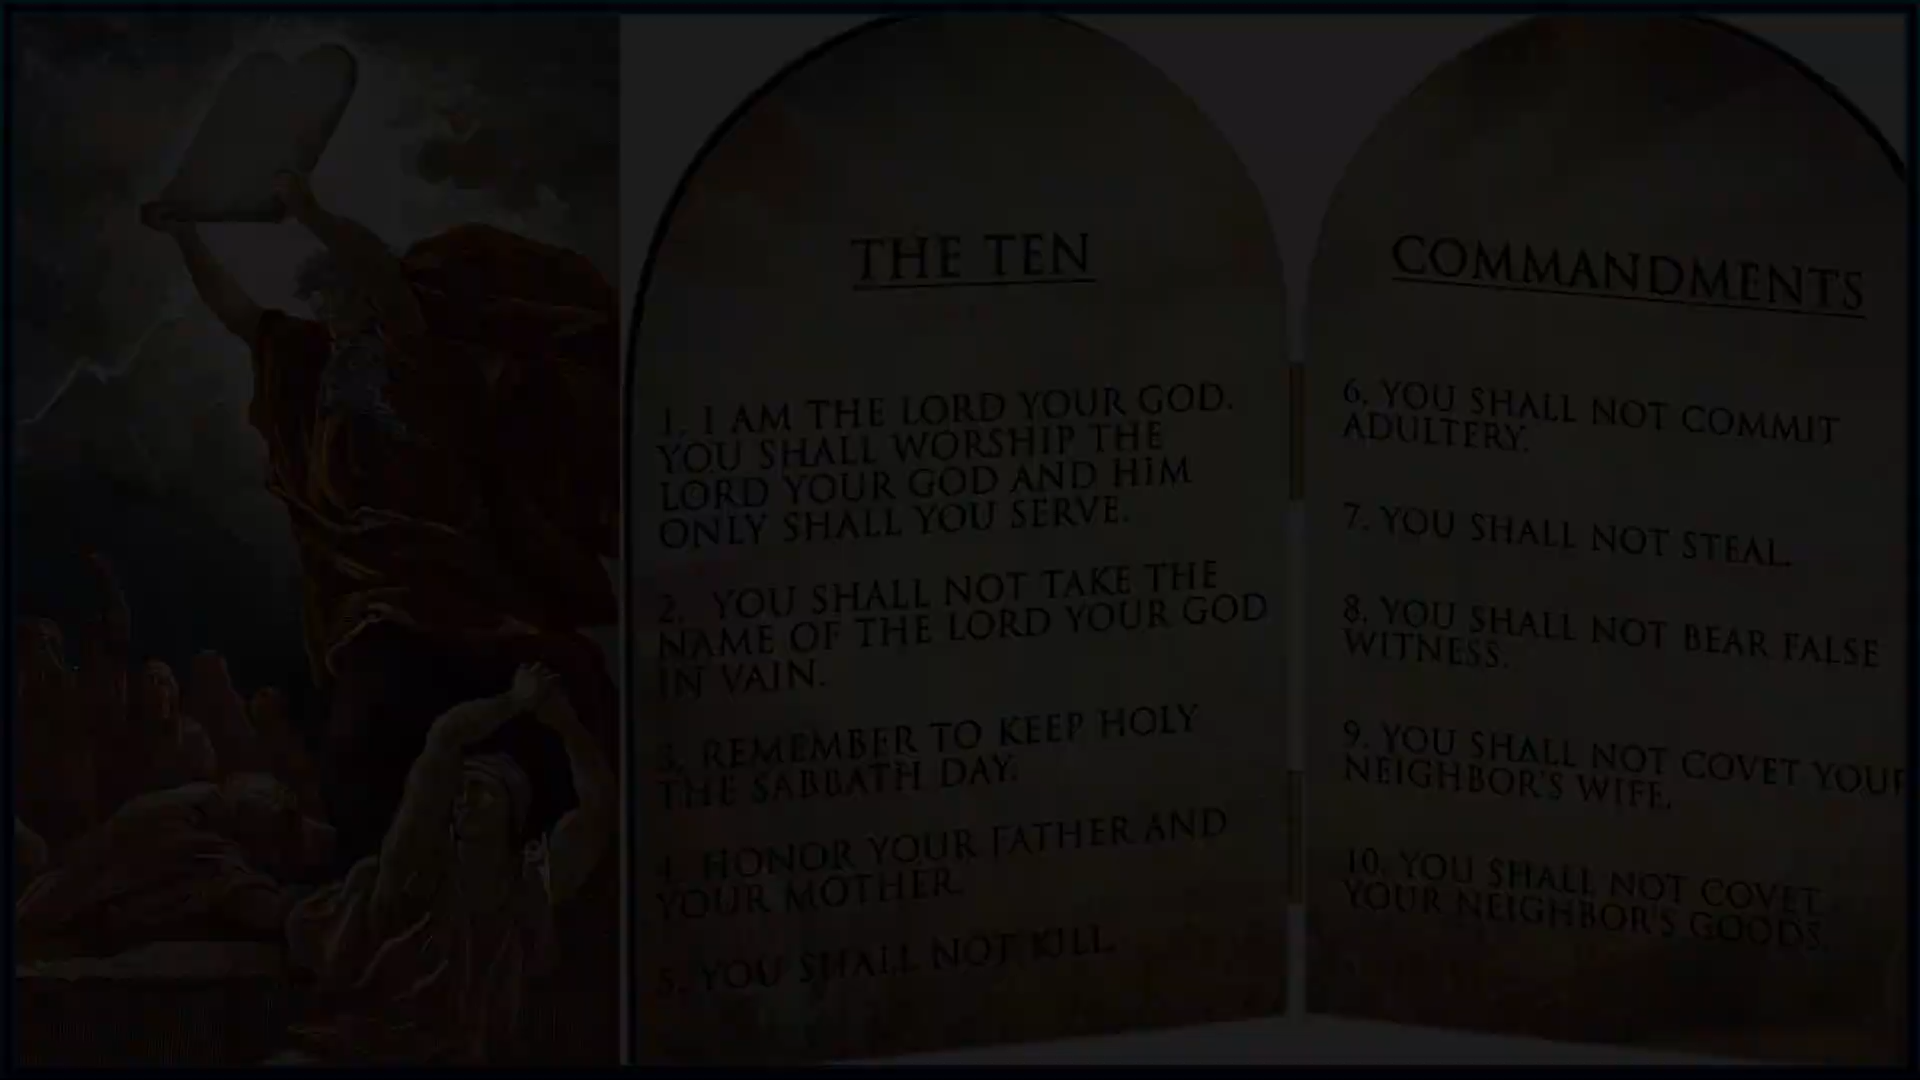 THE TEN
1. I AM THE LORD YOUR GOD.
YOU SHALL WORSHIP THE
LORD YOUR GOD AND HIM
ONLY SHALL YOU SERVE.
2. YOU SHALL NOT TAKE THE
NAME OF THE LORD YOUR GOD
IN VAIN.
3. REMEMBER TO KEEP HOLY
THE SABBATH DAY.
4. HONOR YOUR FATHER AND
YOUR MOTHER.
5. YOU SHALL NOT KILL.
COMMANDMENTS
6. YOU SHALL NOT COMMIT
ADULTERY.
7. YOU SHALL NOT STEAL.
8. YOU SHALL NOT BEAR FALSE
WITNESS.
9. YOU SHALL NOT COVET YOUR
NEIGHBOR'S WIFE.
10. YOU SHALL NOT COVET
YOUR NEIGHBOR'S GOODS.